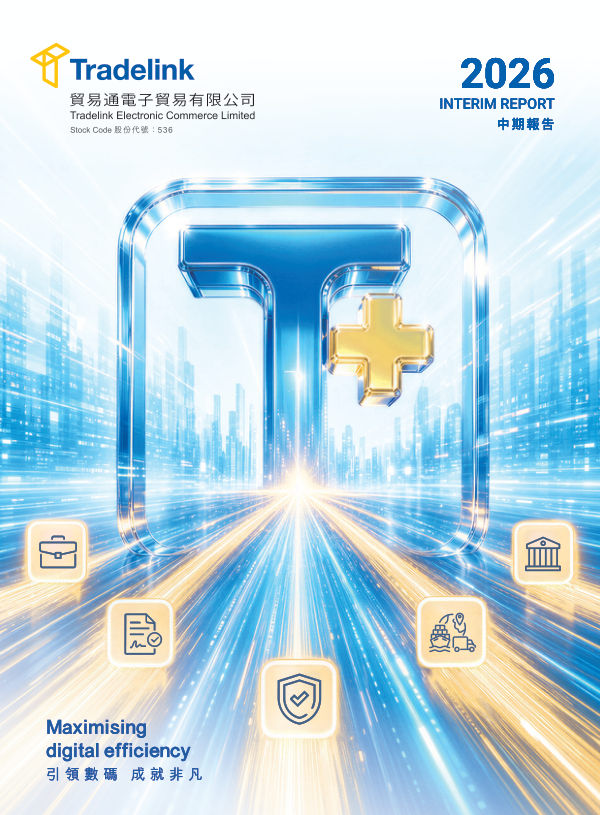 Tradelink
貿易通電子貿易有限公司
Tradelink Electronic Commerce Limited
Stock Code 股份代號：536
2026
INTERIM REPORT
中期報告
T+
Maximising
digital efficiency
引領數碼 成就非凡